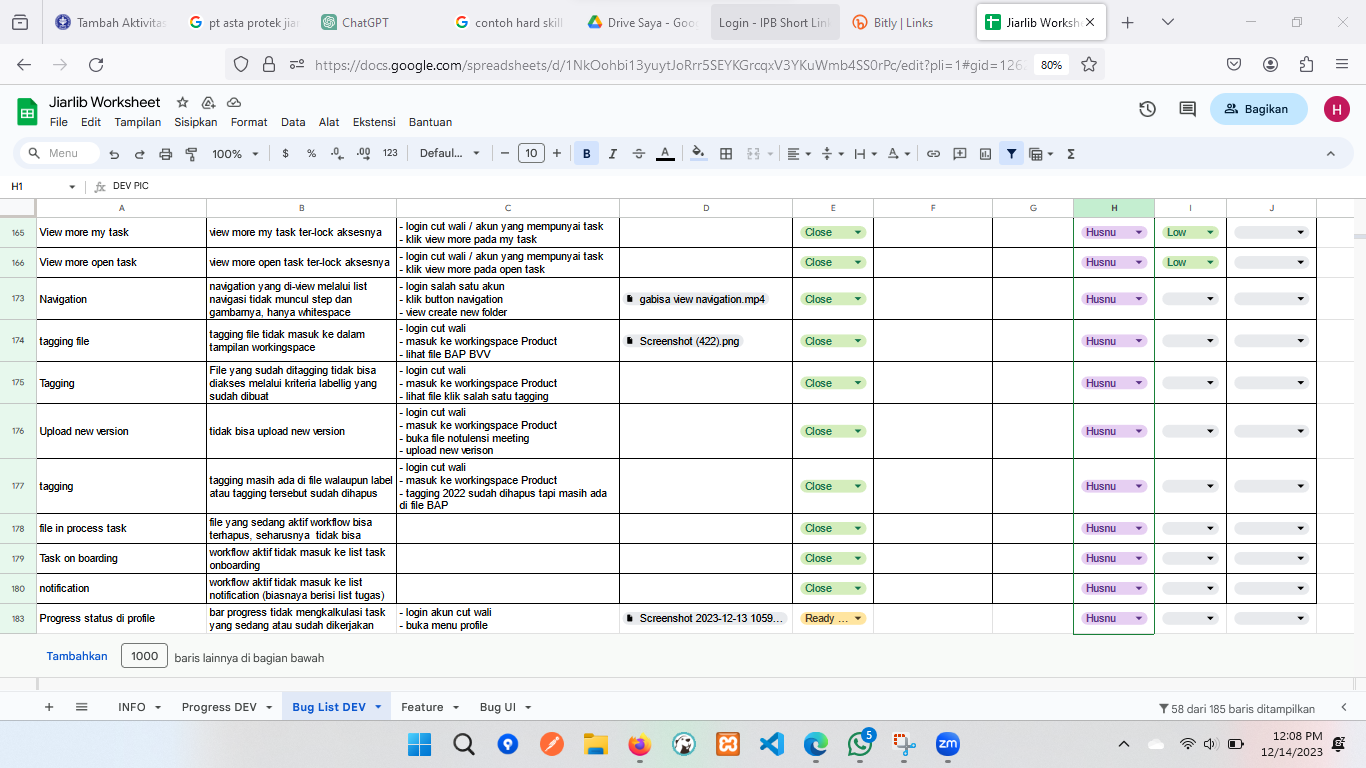 Tambah Aktivitas
pt asta protek jiar
ChatGPT
contoh hard skill
Drive Saya - Goo
Login - IPB Short Lin
Bitly | Links
Jiarlib Worksh
https://docs.google.com/spreadsheets/d/1NkOohbi13yuytJoRrr5SEYKGrcqxV3YKuWmb4SS0rPc/edit?pli=1#gid=126
80%
Jiarlib Worksheet
File Edit Tampilan Sisipkan Format Data Alat Ekstensi Bantuan
Bagikan
H
Menu 100% $ % .0 .00 123 Defaul... 10 B I S A Σ
H1 fx DEV PIC
A B C D E F G H I J
165 View more my task
view more my task ter-lock aksesnya
- login cut wali / akun yang mempunyai task
- klik view more pada my task
Close Husnu Low
166 View more open task
view more open task ter-lock aksesnya
- login cut wali / akun yang mempunyai task
- klik view more pada open task
Close Husnu Low
173 Navigation
navigation yang di-view melalui list
navigasi tidak muncul step dan
gambarnya, hanya whitespace
- login salah satu akun
- klik button navigation
- view create new folder
gabisa view navigation.mp4
Close Husnu
174 tagging file
tagging file tidak masuk ke dalam
tampilan workingspace
- login cut wali
- masuk ke workingspace Product
- lihat file BAP BVV
Screenshot (422).png
Close Husnu
175 Tagging
File yang sudah ditagging tidak bisa
diakses melalui kriteria labellig yang
sudah dibuat
- login cut wali
- masuk ke workingspace Product
- lihat file klik salah satu tagging
Close Husnu
176 Upload new version
tidak bisa upload new version
- login cut wali
- masuk ke workingspace Product
- buka file notulensi meeting
- upload new verison
Close Husnu
177 tagging
tagging masih ada di file walaupun label
atau tagging tersebut sudah dihapus
- login cut wali
- masuk ke workingspace Product
- tagging 2022 sudah dihapus tapi masih ada
di file BAP
Close Husnu
178 file in process task
file yang sedang aktif workflow bisa
terhapus, seharusnya tidak bisa
Close Husnu
179 Task on boarding
workflow aktif tidak masuk ke list task
onboarding
Close Husnu
180 notification
workflow aktif tidak masuk ke list
notification (biasnaya berisi list tugas)
Close Husnu
183 Progress status di profile
bar progress tidak mengkalkulasi task
yang sedang atau sudah dikerjakan
- login akun cut wali
- buka menu profile
Screenshot 2023-12-13 1059...
Ready ... Husnu
Tambahkan 1000 baris lainnya di bagian bawah
INFO Progress DEV Bug List DEV Feature Bug UI
58 dari 185 baris ditampilkan
5
zm
12:08 PM
12/14/2023